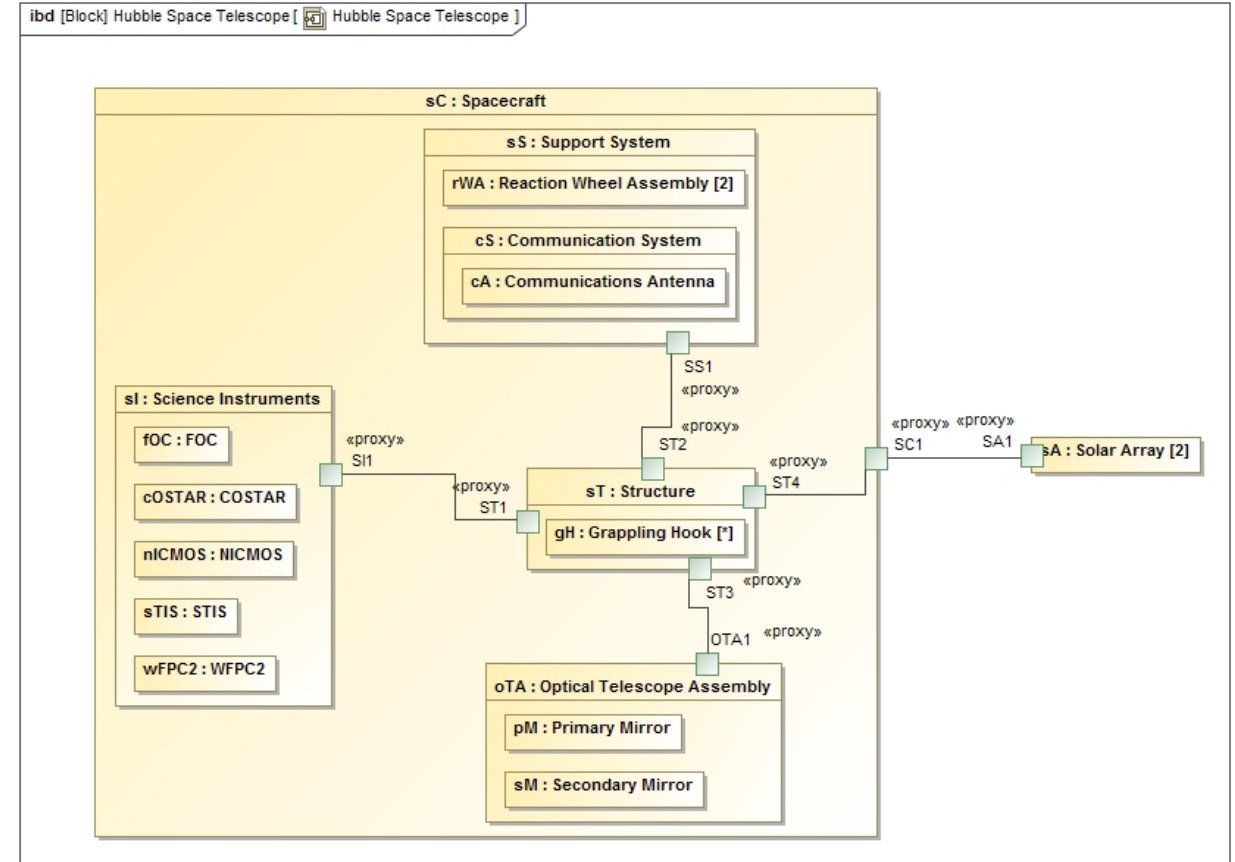 ibd [Block] Hubble Space Telescope [ Hubble Space Telescope ]
sC : Spacecraft
sS : Support System
rWA : Reaction Wheel Assembly [2]
cS : Communication System
cA : Communications Antenna
SS1
«proxy»
sI : Science Instruments
fOC : FOC
cOSTAR : COSTAR
nICMOS : NICMOS
sTIS : STIS
wFPC2 : WFPC2
«proxy»
SI1
«proxy»
ST1
«proxy»
ST2
sT : Structure
gH : Grappling Hook [*]
«proxy»
ST4
«proxy»
SC1
«proxy»
SA1
sA : Solar Array [2]
«proxy»
ST3
«proxy»
OTA1
oTA : Optical Telescope Assembly
pM : Primary Mirror
sM : Secondary Mirror